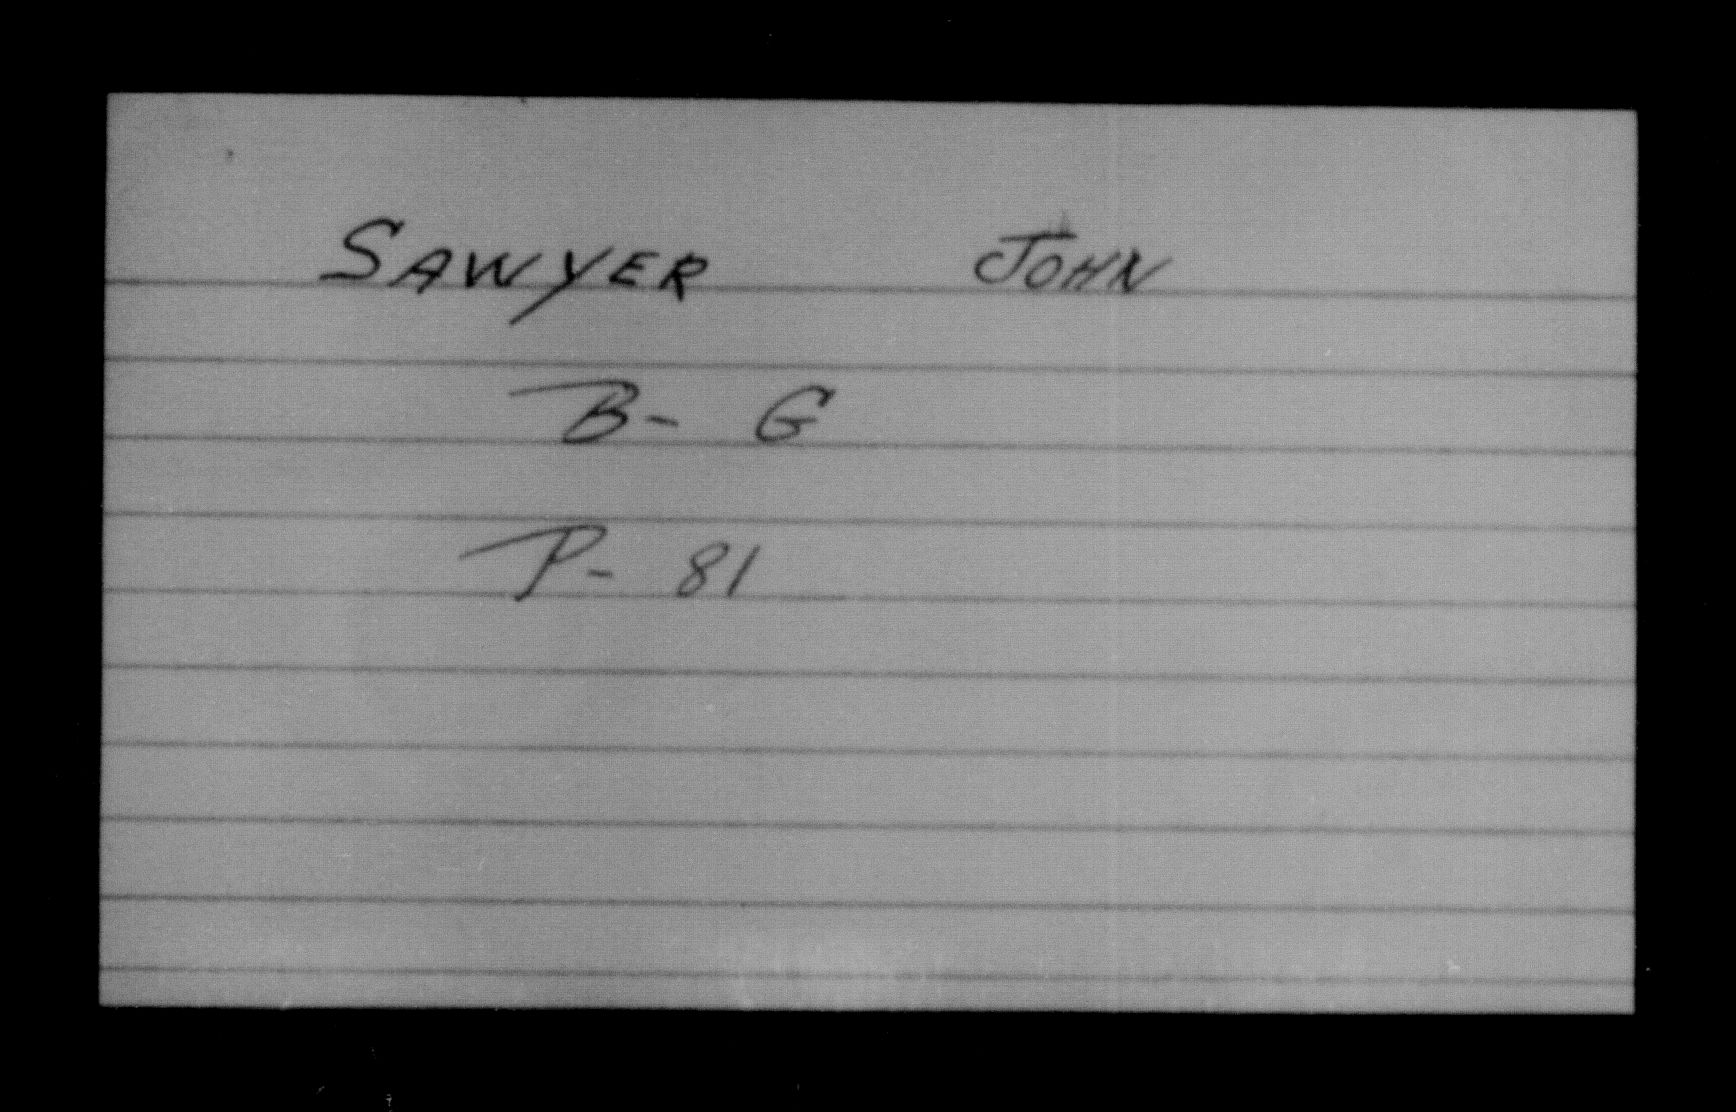 SAWYER JOHN
B- G
P- 81